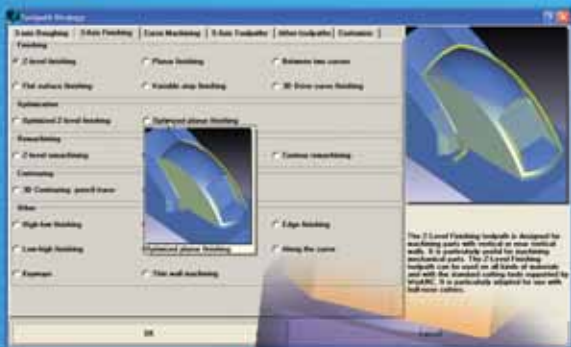 Toolpath Strategy
3-axis Roughing 3-Axis Finishing Curve Machining 5-Axis Toolpaths Other toolpaths Customize
Finishing
Z-level finishing Planar finishing Between two curves
Flat surface finishing Variable step finishing 3D Drive curve finishing
Optimization
Optimized Z-level finishing Optimized planar finishing
Remachining
Z-level remachining Contour remachining
Contouring
3D Contouring pencil trace
Other
High-low finishing Edge finishing
Low-high finishing Optimized planar finishing Along the curve
Thin wall machining
The Z-Level Finishing toolpath is designed for
machining parts with vertical or near vertical
walls. It is particularly useful for machining
mechanical parts. The Z-Level Finishing
toolpath can be used on all kinds of materials
and with the standard cutting tools supported by
WorkNC. It is particularly adapted for use with
bull-nose cutters.
OK Cancel